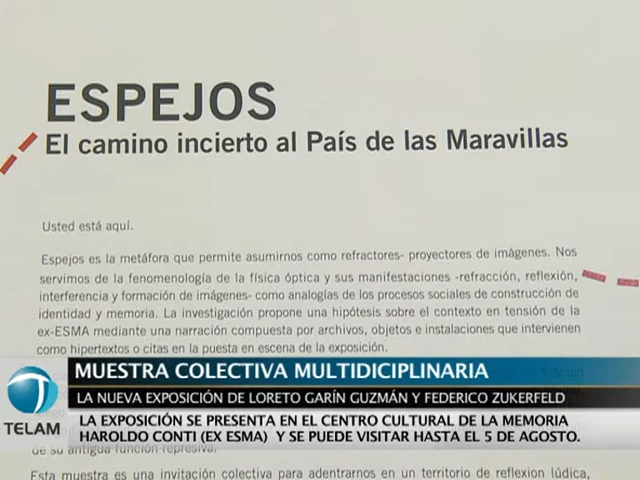 ESPEJOS
El camino incierto al País de las Maravillas
Usted está aquí.
Espejos es la metáfora que permite asumirnos como refractores- proyectores de imágenes. Nos
servimos de la fenomenología de la física óptica y sus manifestaciones -refracción, reflexión,
interferencia y formación de imágenes- como analogías de los procesos sociales de construcción de
identidad y memoria. La investigación propone una hipótesis sobre el contexto en tensión de la
ex-ESMA mediante una narración compuesta por archivos, objetos e instalaciones que intervienen
como hipertextos o citas en la puesta en escena de la exposición.
MUESTRA COLECTIVA MULTIDICIPLINARIA
LA NUEVA EXPOSICIÓN DE LORETO GARÍN GUZMÁN Y FEDERICO ZUKERFELD
TELAM
LA EXPOSICIÓN SE PRESENTA EN EL CENTRO CULTURAL DE LA MEMORIA
HAROLDO CONTI (EX ESMA) Y SE PUEDE VISITAR HASTA EL 5 DE AGOSTO.
de su antigua función represiva.
Esta muestra es una invitación colectiva para adentrarnos en un territorio de reflexion lúdica,